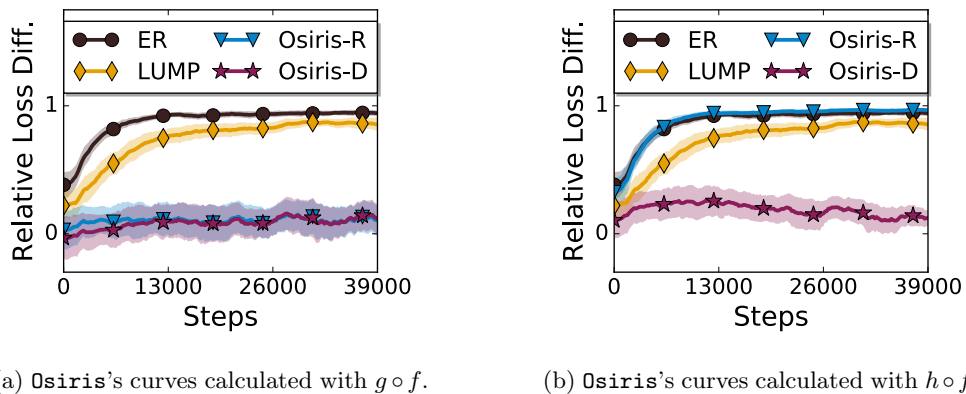 Relative Loss Diff.
ER
Osiris-R
LUMP
Osiris-D
1
0
0 13000 26000 39000
Steps
(a) Osiris's curves calculated with g ∘ f.
Relative Loss Diff.
ER
Osiris-R
LUMP
Osiris-D
1
0
0 13000 26000 39000
Steps
(b) Osiris's curves calculated with h ∘ f